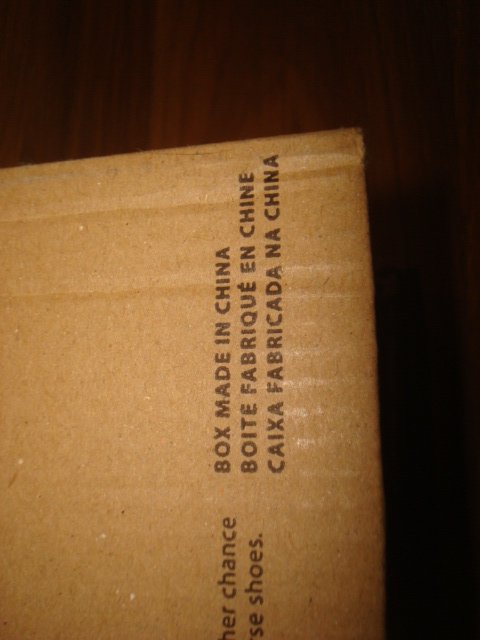 BOX MADE IN CHINA
BOITE FABRIQUÉ EN CHINE
CAIXA FABRICADA NA CHINA
her chance
se shoes.